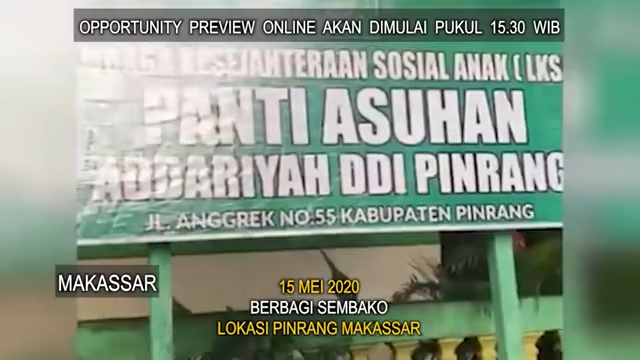 OPPORTUNITY PREVIEW ONLINE AKAN DIMULAI PUKUL 15.30 WIB
KESEJAHTERAAN SOSIAL ANAK (LKS
PANTI ASUHAN
ADDARIYAH DDI PINRANG
JL. ANGGREK NO.55 KABUPATEN PINRANG
MAKASSAR
15 MEI 2020
BERBAGI SEMBAKO
LOKASI PINRANG MAKASSAR